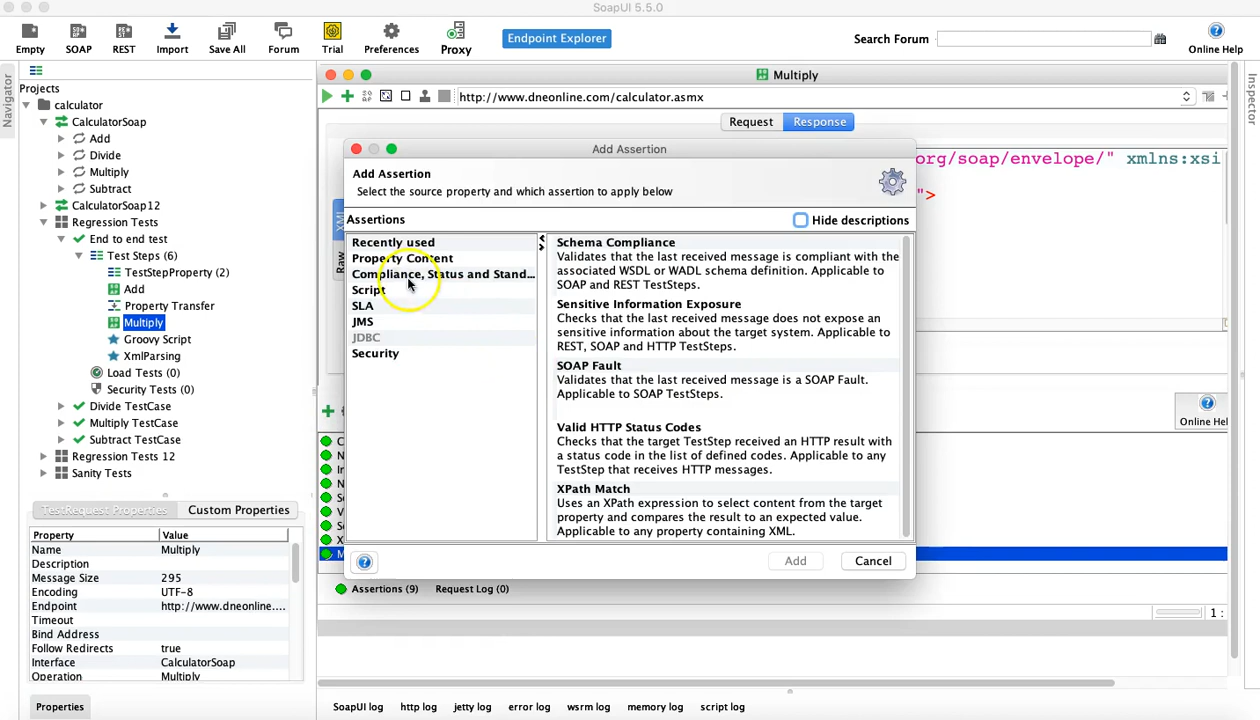 SoapUI 5.5.0
Empty
SOAP
REST
Import
Save All
Forum
Trial
Preferences
Proxy
Endpoint Explorer
Search Forum
Online Help
Navigator
Projects
calculator
CalculatorSoap
Add
Divide
Multiply
Subtract
CalculatorSoap12
Regression Tests
End to end test
Test Steps (6)
TestStepProperty (2)
Add
Property Transfer
Multiply
Groovy Script
XmlParsing
Load Tests (0)
Security Tests (0)
Divide TestCase
Multiply TestCase
Subtract TestCase
Regression Tests 12
Sanity Tests
TestRequest Properties
Custom Properties
Property Value
Name Multiply
Description
Message Size 295
Encoding UTF-8
Endpoint http://www.dneonline....
Timeout
Bind Address
Follow Redirects true
Interface CalculatorSoap
Operation Multiply
Properties
Multiply
http://www.dneonline.com/calculator.asmx
Request
Response
XML
Raw
org/soap/envelope/" xmlns:xsi
">
Add Assertion
Add Assertion
Select the source property and which assertion to apply below
Assertions
Hide descriptions
Recently used
Property Content
Compliance, Status and Stand...
Script
SLA
JMS
JDBC
Security
Schema Compliance
Validates that the last received message is compliant with the
associated WSDL or WADL schema definition. Applicable to
SOAP and REST TestSteps.
Sensitive Information Exposure
Checks that the last received message does not expose an
sensitive information about the target system. Applicable to
REST, SOAP and HTTP TestSteps.
SOAP Fault
Validates that the last received message is a SOAP Fault.
Applicable to SOAP TestSteps.
Valid HTTP Status Codes
Checks that the target TestStep received an HTTP result with
a status code in the list of defined codes. Applicable to any
TestStep that receives HTTP messages.
XPath Match
Uses an XPath expression to select content from the target
property and compares the result to an expected value.
Applicable to any property containing XML.
Add
Cancel
Online Hel
Assertions (9)
Request Log (0)
1 :
SoapUI log
http log
jetty log
error log
wsrm log
memory log
script log
Inspector